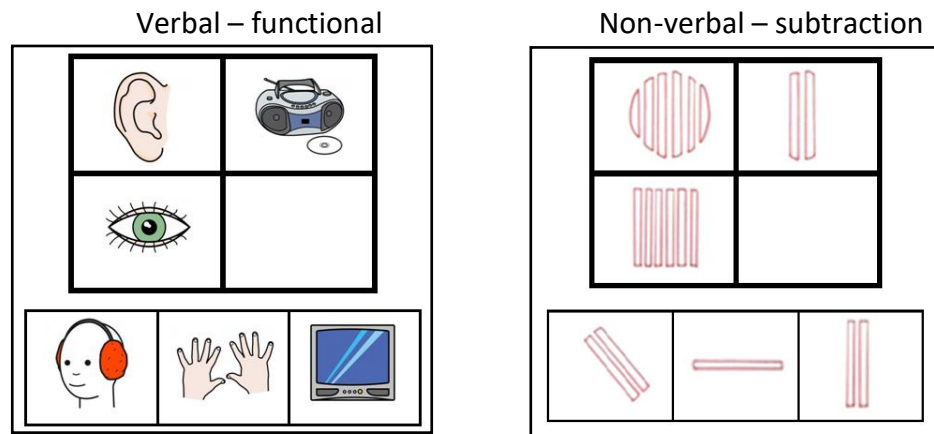 Verbal – functional
Non-verbal – subtraction